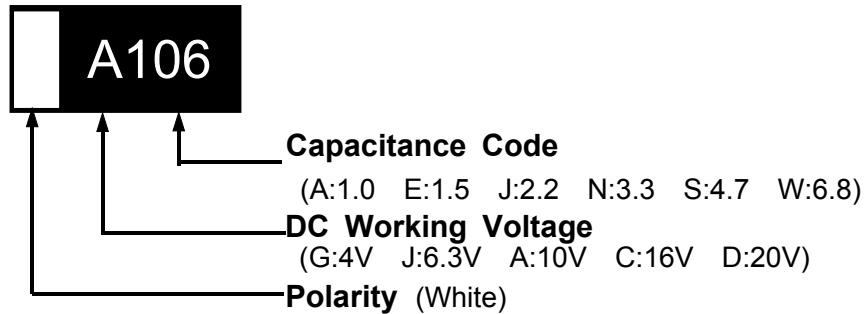 A106
Capacitance Code
(A:1.0 E:1.5 J:2.2 N:3.3 S:4.7 W:6.8)
DC Working Voltage
(G:4V J:6.3V A:10V C:16V D:20V)
Polarity (White)